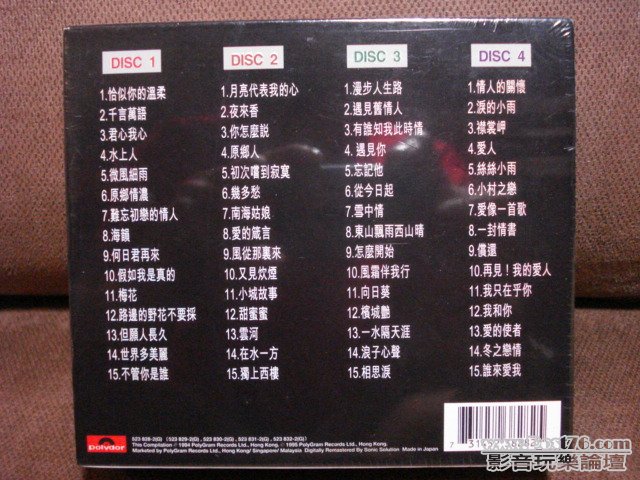 DISC 1
1.恰似你的溫柔
2.千言萬語
3.君心我心
4.水上人
5.微風細雨
6.原鄉情濃
7.難忘初戀的情人
8.海韻
9.何日君再來
10.假如我是真的
11.梅花
12.路邊的野花不要採
13.但願人長久
14.世界多美麗
15.不管你是誰
DISC 2
1.月亮代表我的心
2.夜來香
3.你怎麼說
4.原鄉人
5.初次嚐到寂寞
6.幾多愁
7.南海姑娘
8.愛的箴言
9.風從那裏來
10.又見炊煙
11.小城故事
12.甜蜜蜜
13.雲河
14.在水一方
15.獨上西樓
DISC 3
1.漫步人生路
2.遇見舊情人
3.有誰知我此時情
4.遇見你
5.忘記他
6.從今日起
7.雪中情
8.東山飄雨西山晴
9.怎麼開始
10.風霜伴我行
11.向日葵
12.檳城艷
13.一水隔天涯
14.浪子心聲
15.相思淚
DISC 4
1.情人的關懷
2.淚的小雨
3.襟裳岬
4.愛人
5.絲絲小雨
6.小村之戀
7.愛像一首歌
8.一封情書
9.償還
10.再見！我的愛人
11.我只在乎你
12.我和你
13.愛的使者
14.冬之戀情
15.誰來愛我
polydor
523 828-2(G) (523 829-2(G), 523 830-2(G), 523 831-2(G), 523 832-2(G))
This Compilation ℗ 1994 PolyGram Records Ltd., Hong Kong. © 1995 PolyGram Records Ltd., Hong Kong.
Marketed by PolyGram Records Ltd., Hong Kong/ Singapore/ Malaysia Digitally Remastered By Sonic Solution Made in Japan
影音玩樂論壇